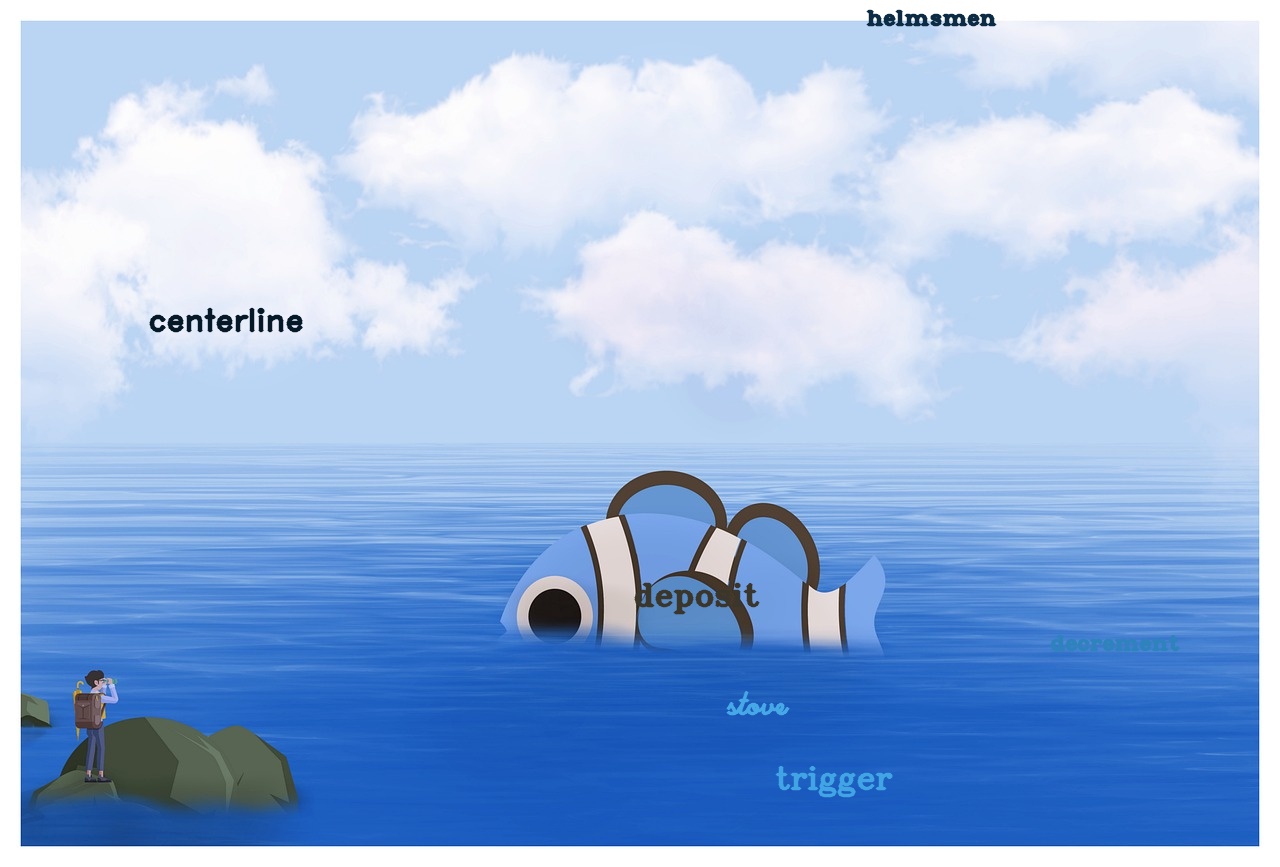 helmsmen
centerline
deposit
decrement
stove
trigger